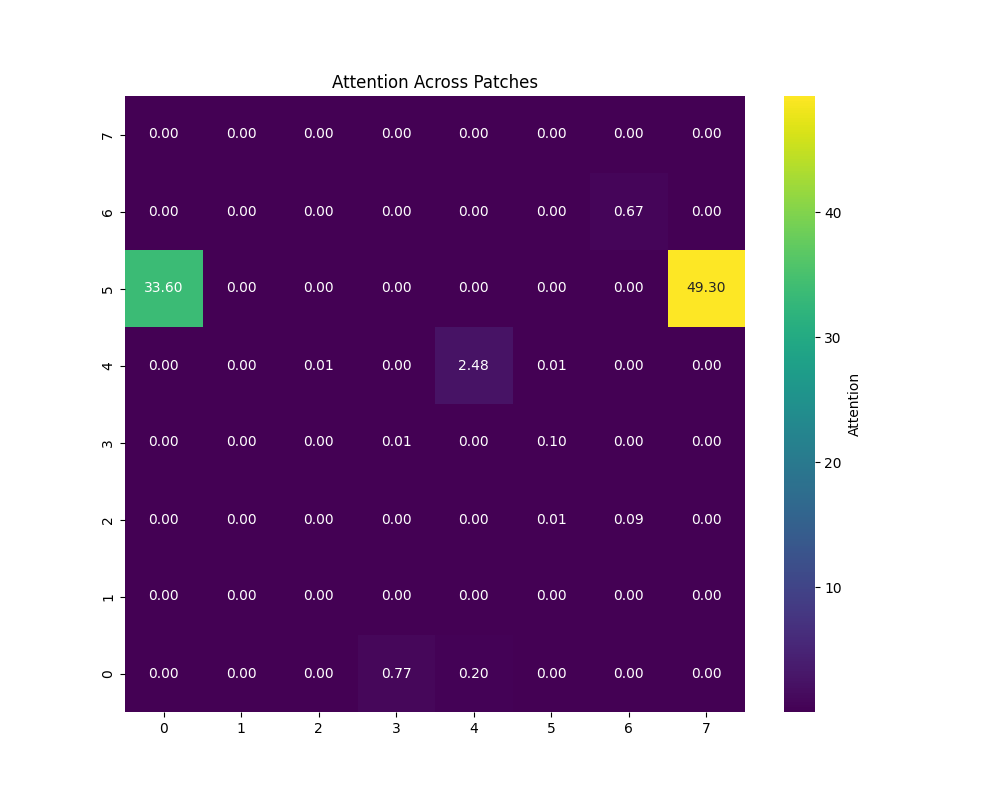 Attention Across Patches
7 0.00 0.00 0.00 0.00 0.00 0.00 0.00 0.00
6 0.00 0.00 0.00 0.00 0.00 0.00 0.67 0.00
5 33.60 0.00 0.00 0.00 0.00 0.00 0.00 49.30
4 0.00 0.00 0.01 0.00 2.48 0.01 0.00 0.00
3 0.00 0.00 0.00 0.01 0.00 0.10 0.00 0.00
2 0.00 0.00 0.00 0.00 0.00 0.01 0.09 0.00
1 0.00 0.00 0.00 0.00 0.00 0.00 0.00 0.00
0 0.00 0.00 0.00 0.77 0.20 0.00 0.00 0.00
0 1 2 3 4 5 6 7
40
30
20
10
Attention